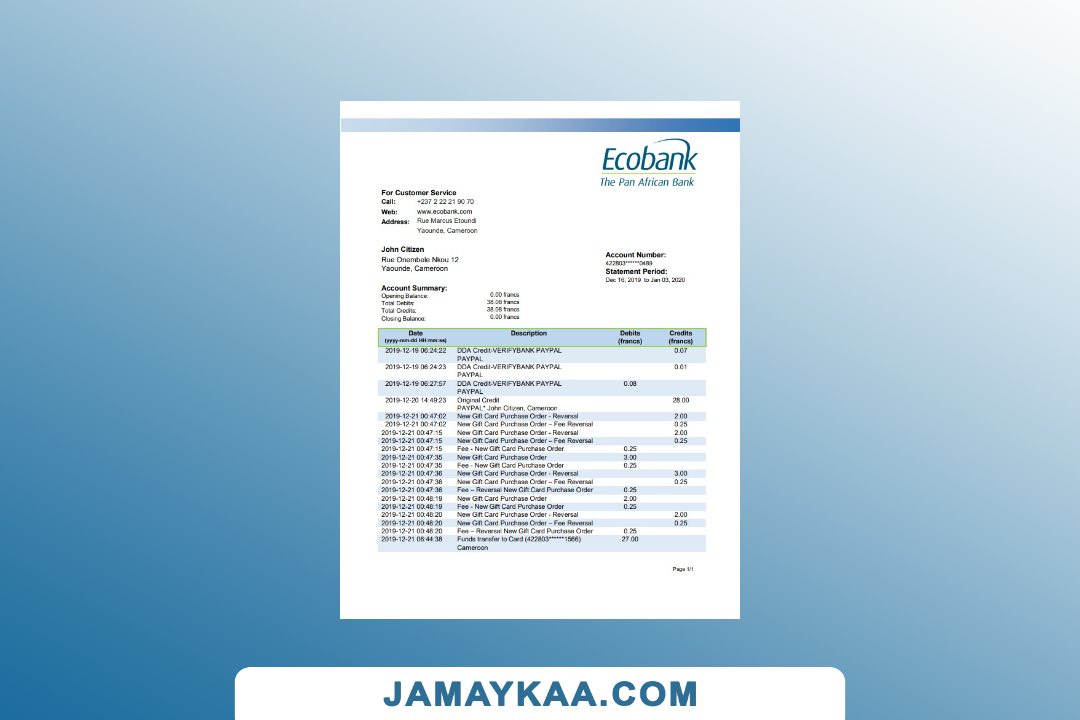 Ecobank
The Pan African Bank
For Customer Service
Call: +237 2 22 21 90 70
Web: www.ecobank.com
Address: Rue Marcus Etoundi
Yaounde, Cameroon
John Citizen
Rue Onembele Nkou 12
Yaounde, Cameroon
Account Number:
422803******0489
Statement Period:
Dec 16, 2019 to Jan 03, 2020
Account Summary:
Opening Balance: 0.00 francs
Total Debits: 38.08 francs
Total Credits: 38.08 francs
Closing Balance: 0.00 francs
Date Description Debits Credits
(yyyy-mm-dd HH:mm:ss) (francs) (francs)
2019-12-19 06:24:22 DDA Credit-VERIFYBANK PAYPAL 0.07
PAYPAL
2019-12-19 06:24:23 DDA Credit-VERIFYBANK PAYPAL 0.01
PAYPAL
2019-12-19 06:27:57 DDA Credit-VERIFYBANK PAYPAL 0.08
PAYPAL
2019-12-20 14:49:23 Original Credit 28.00
PAYPAL* John Citizen, Cameroon
2019-12-21 00:47:02 New Gift Card Purchase Order - Reversal 2.00
2019-12-21 00:47:02 New Gift Card Purchase Order – Fee Reversal 0.25
2019-12-21 00:47:15 New Gift Card Purchase Order - Reversal 2.00
2019-12-21 00:47:15 New Gift Card Purchase Order – Fee Reversal 0.25
2019-12-21 00:47:15 Fee - New Gift Card Purchase Order 0.25
2019-12-21 00:47:35 New Gift Card Purchase Order 3.00
2019-12-21 00:47:35 Fee - New Gift Card Purchase Order 0.25
2019-12-21 00:47:36 New Gift Card Purchase Order - Reversal 3.00
2019-12-21 00:47:36 New Gift Card Purchase Order – Fee Reversal 0.25
2019-12-21 00:47:36 Fee – Reversal New Gift Card Purchase Order 0.25
2019-12-21 00:48:19 New Gift Card Purchase Order 2.00
2019-12-21 00:48:19 Fee - New Gift Card Purchase Order 0.25
2019-12-21 00:48:20 New Gift Card Purchase Order - Reversal 2.00
2019-12-21 00:48:20 New Gift Card Purchase Order – Fee Reversal 0.25
2019-12-21 00:48:20 Fee – Reversal New Gift Card Purchase Order 0.25
2019-12-21 06:44:38 Funds transfer to Card (422803******1566) 27.00
Cameroon
Page 1/1
JAMAYKAA.COM